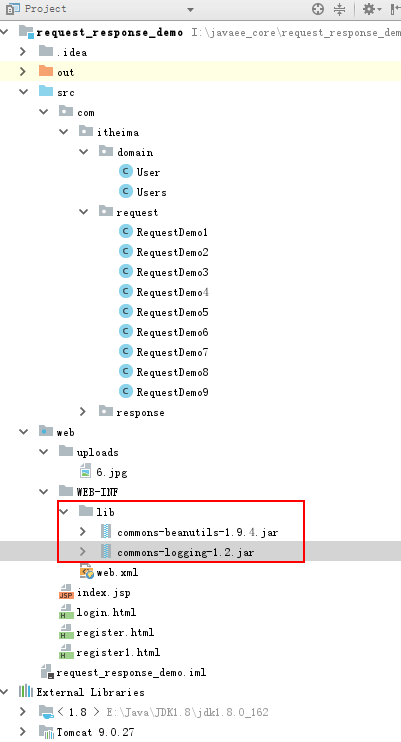 Project
request_response_demo I:\javaee_core\request_response_dem
.idea
out
src
com
itheima
domain
User
Users
request
RequestDemo1
RequestDemo2
RequestDemo3
RequestDemo4
RequestDemo5
RequestDemo6
RequestDemo7
RequestDemo8
RequestDemo9
response
web
uploads
6.jpg
WEB-INF
lib
commons-beanutils-1.9.4.jar
commons-logging-1.2.jar
web.xml
JSP index.jsp
H login.html
H register.html
H register1.html
request_response_demo.iml
External Libraries
< 1.8 > E:\Java\JDK1.8\jdk1.8.0_162
Tomcat 9.0.27